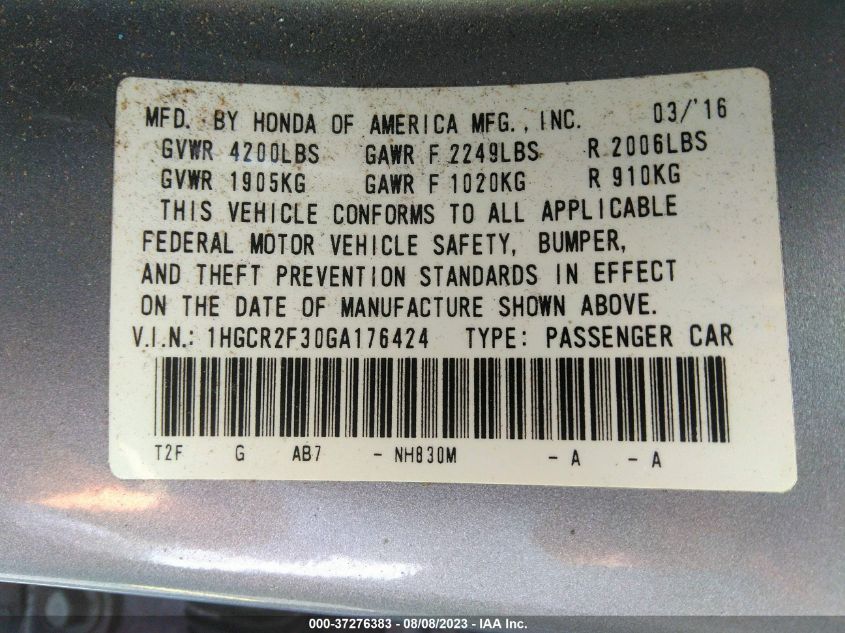 MFD. BY HONDA OF AMERICA MFG., INC. 03/'16
GVWR 4200LBS GAWR F 2249LBS R 2006LBS
GVWR 1905KG GAWR F 1020KG R 910KG
THIS VEHICLE CONFORMS TO ALL APPLICABLE
FEDERAL MOTOR VEHICLE SAFETY, BUMPER,
AND THEFT PREVENTION STANDARDS IN EFFECT
ON THE DATE OF MANUFACTURE SHOWN ABOVE.
V.I.N.: 1HGCR2F30GA176424 TYPE: PASSENGER CAR
T2F G AB7 - NH830M - A - A
000-37276383 - 08/08/2023 - Copyright © 2023 IAA, Inc.